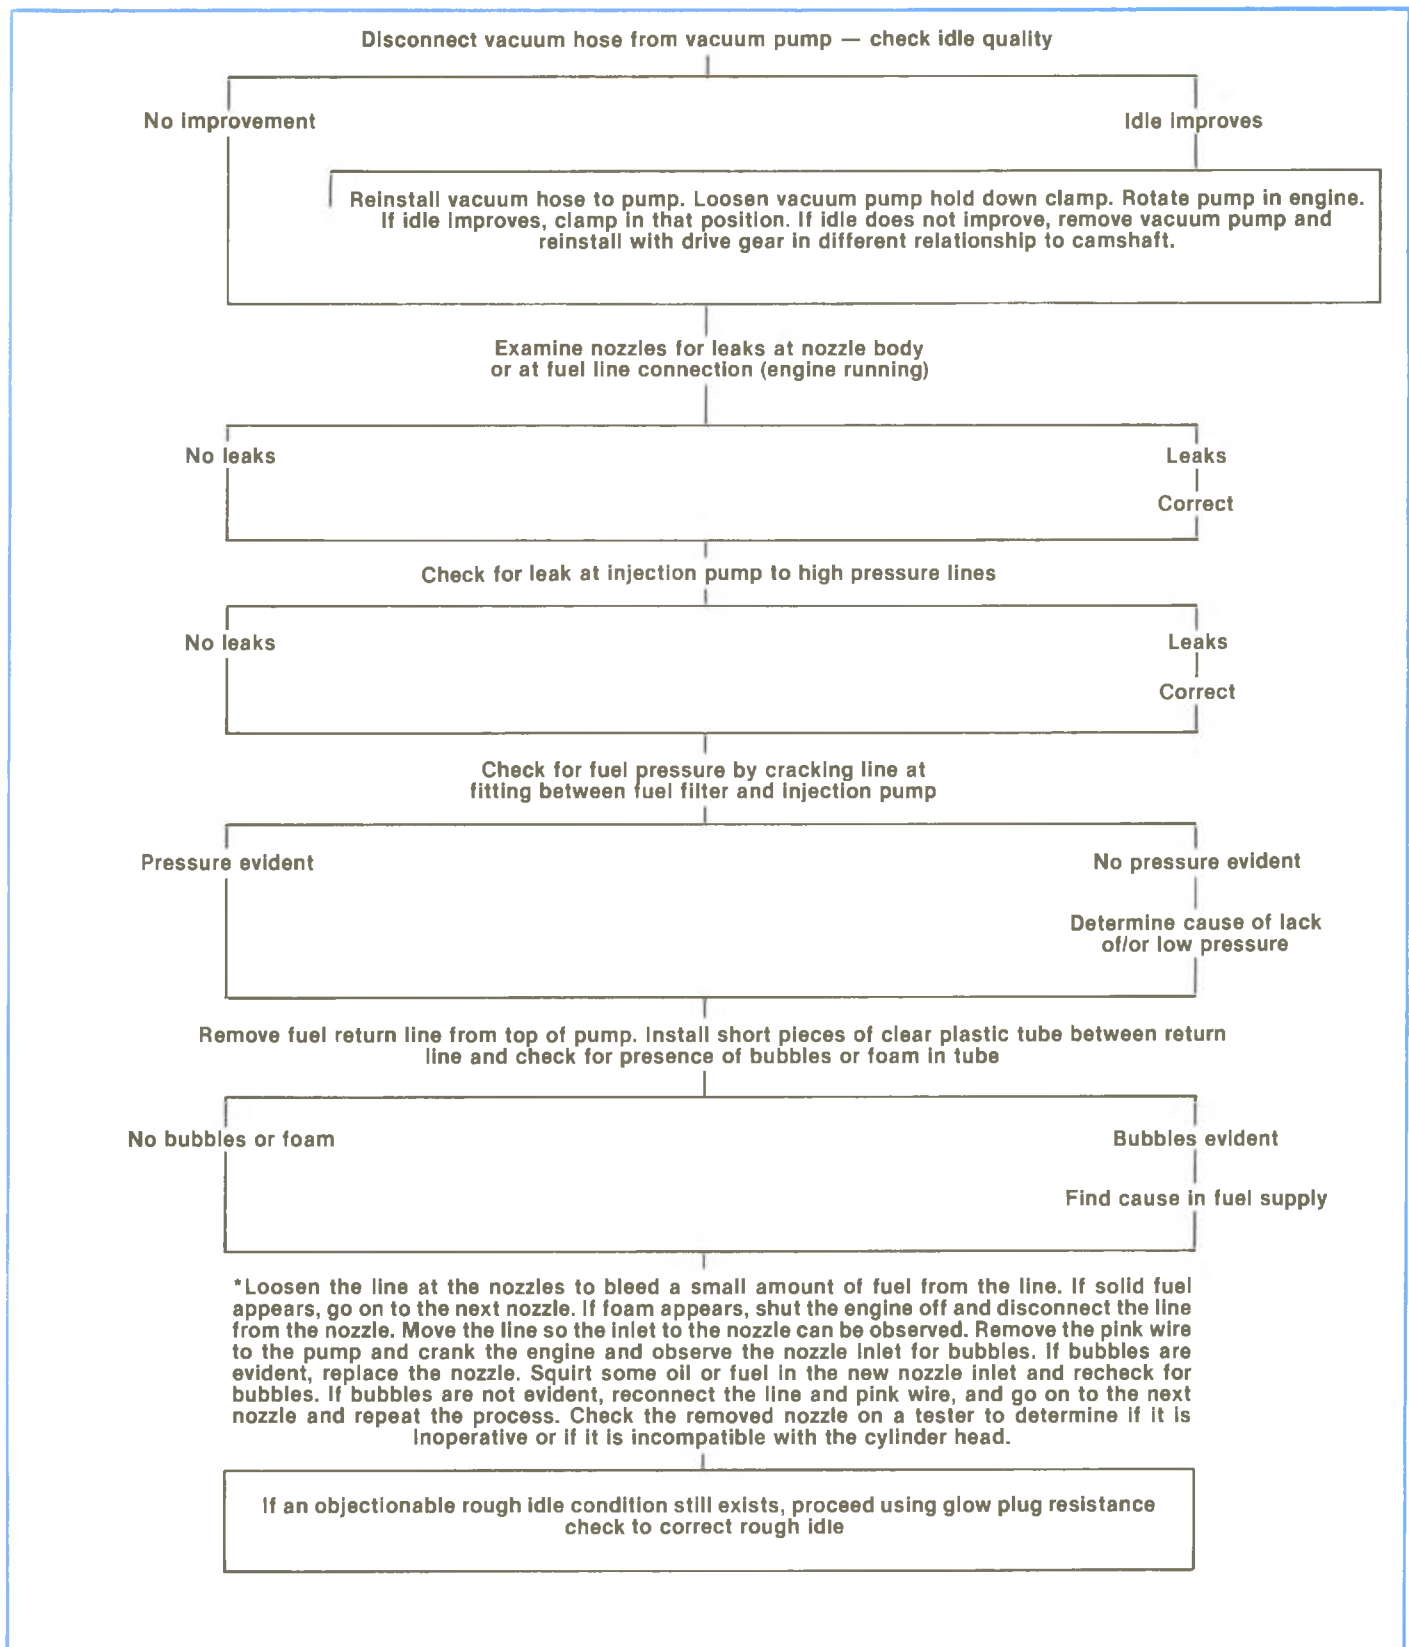 Disconnect vacuum hose from vacuum pump — check idle quality
No improvement
Idle improves
Reinstall vacuum hose to pump. Loosen vacuum pump hold down clamp. Rotate pump in engine.
If idle improves, clamp in that position. If idle does not improve, remove vacuum pump and
reinstall with drive gear in different relationship to camshaft.
Examine nozzles for leaks at nozzle body
or at fuel line connection (engine running)
No leaks
Leaks
Correct
Check for leak at injection pump to high pressure lines
No leaks
Leaks
Correct
Check for fuel pressure by cracking line at
fitting between fuel filter and injection pump
Pressure evident
No pressure evident
Determine cause of lack
of/or low pressure
Remove fuel return line from top of pump. Install short pieces of clear plastic tube between return
line and check for presence of bubbles or foam in tube
No bubbles or foam
Bubbles evident
Find cause in fuel supply
*Loosen the line at the nozzles to bleed a small amount of fuel from the line. If solid fuel
appears, go on to the next nozzle. If foam appears, shut the engine off and disconnect the line
from the nozzle. Move the line so the inlet to the nozzle can be observed. Remove the pink wire
to the pump and crank the engine and observe the nozzle inlet for bubbles. If bubbles are
evident, replace the nozzle. Squirt some oil or fuel in the new nozzle inlet and recheck for
bubbles. If bubbles are not evident, reconnect the line and pink wire, and go on to the next
nozzle and repeat the process. Check the removed nozzle on a tester to determine if it is
inoperative or if it is incompatible with the cylinder head.
If an objectionable rough idle condition still exists, proceed using glow plug resistance
check to correct rough idle